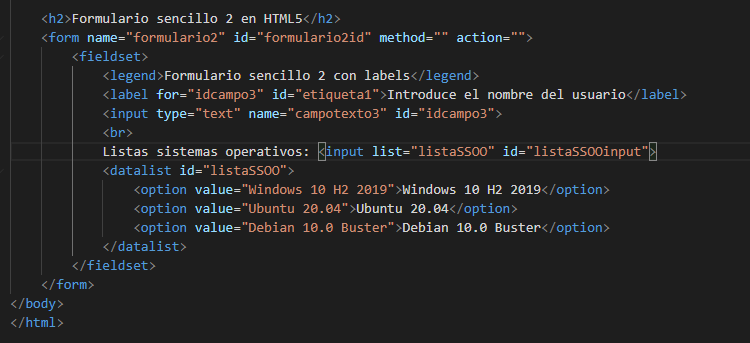 <h2>Formulario sencillo 2 en HTML5</h2>
<form name="formulario2" id="formulario2id" method="" action="">
<fieldset>
<legend>Formulario sencillo 2 con labels</legend>
<label for="idcampo3" id="etiqueta1">Introduce el nombre del usuario</label>
<input type="text" name="campotexto3" id="idcampo3">
<br>
Listas sistemas operativos: <input list="listaSSOO" id="listaSSOOinput">
<datalist id="listaSSOO">
<option value="Windows 10 H2 2019">Windows 10 H2 2019</option>
<option value="Ubuntu 20.04">Ubuntu 20.04</option>
<option value="Debian 10.0 Buster">Debian 10.0 Buster</option>
</datalist>
</fieldset>
</form>
</body>
</html>